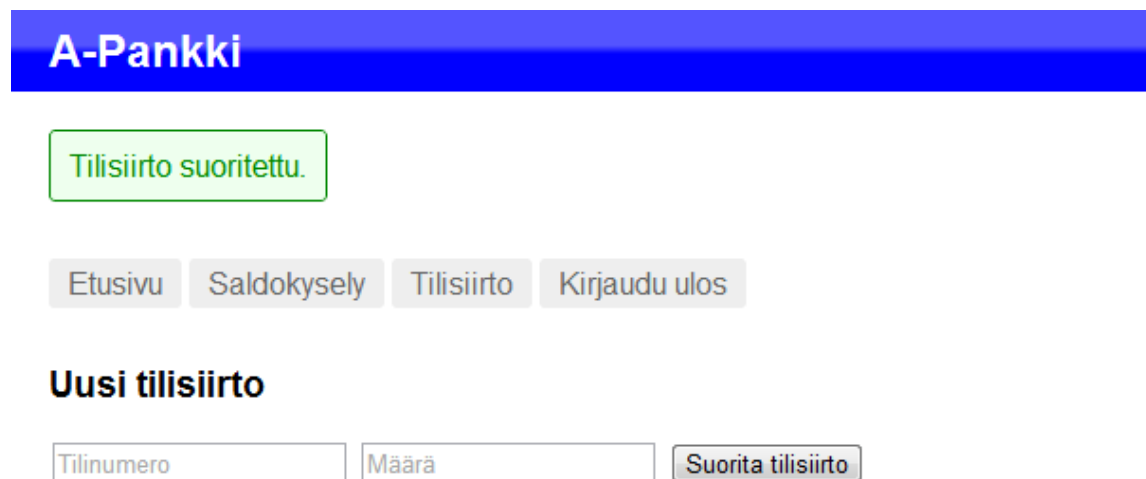 A-Pankki
Tilisiirto suoritettu.
Etusivu Saldokysely Tilisiirto Kirjaudu ulos
Uusi tilisiirto
Tilinumero Määrä Suorita tilisiirto